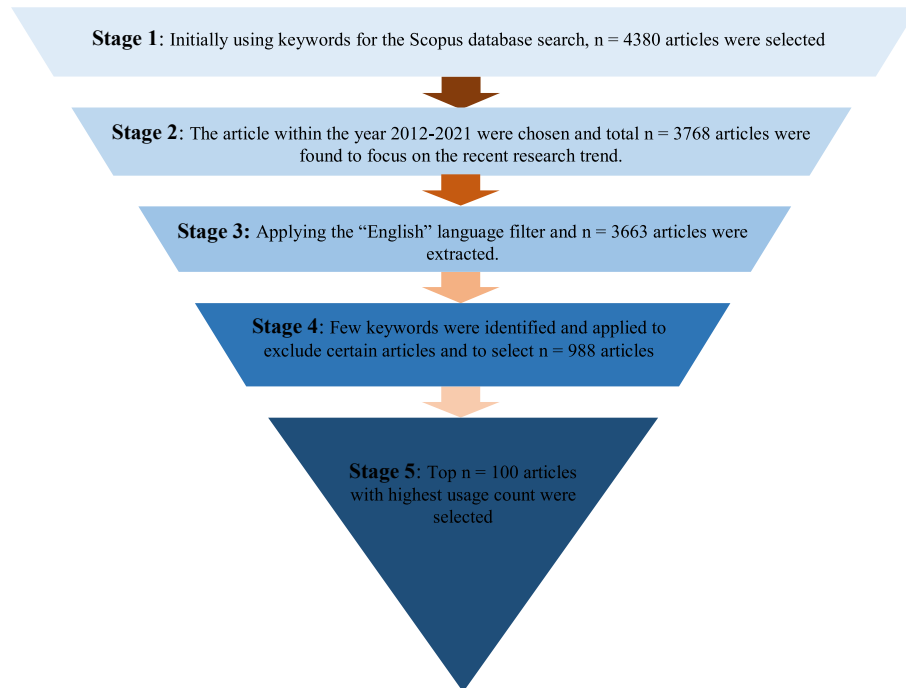 Stage 1: Initially using keywords for the Scopus database search, n = 4380 articles were selected
Stage 2: The article within the year 2012-2021 were chosen and total n = 3768 articles were
found to focus on the recent research trend.
Stage 3: Applying the “English” language filter and n = 3663 articles were
extracted.
Stage 4: Few keywords were identified and applied to
exclude certain articles and to select n = 988 articles
Stage 5: Top n = 100 articles
with highest usage count were
selected